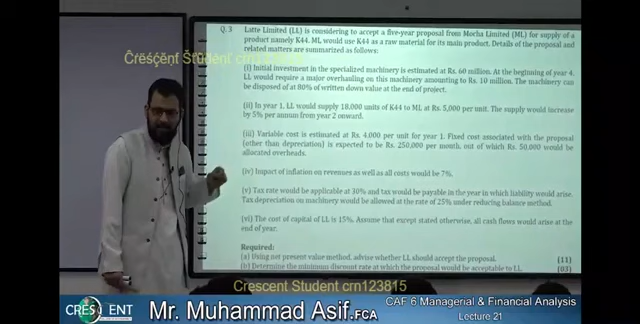 Q.3 Latte Limited (LL) is considering to accept a five-year proposal from Mocha Limited (ML) for supply of a
product namely K44. ML would use K44 as a raw material for its main product. Details of the proposal and
related matters are summarized as follows:
Crescent Student crn123815
(i) Initial investment in the specialized machinery is estimated at Rs. 60 million. At the beginning of year 4,
LL would require a major overhauling on this machinery amounting to Rs. 10 million. The machinery can
be disposed of at 80% of written down value at the end of project.
(ii) In year 1, LL would supply 18,000 units of K44 to ML at Rs. 5,000 per unit. The supply would increase
by 5% per annum from year 2 onward.
(iii) Variable cost is estimated at Rs. 4,000 per unit for year 1. Fixed cost associated with the proposal
(other than depreciation) is expected to be Rs. 250,000 per month, out of which Rs. 50,000 would be
allocated overheads.
(iv) Impact of inflation on revenues as well as all costs would be 7%.
(v) Tax rate would be applicable at 30% and tax would be payable in the year in which liability would arise.
Tax depreciation on machinery would be allowed at the rate of 25% under reducing balance method.
(vi) The cost of capital of LL is 15%. Assume that except stated otherwise, all cash flows would arise at the
end of year.
Required:
(a) Using net present value method, advise whether LL should accept the proposal. (11)
(b) Determine the minimum discount rate at which the proposal would be acceptable to LL. (03)
Crescent Student crn123815
CRESCENT
Mr. Muhammad Asif.FCA
CAF 6 Managerial & Financial Analysis
Lecture 21